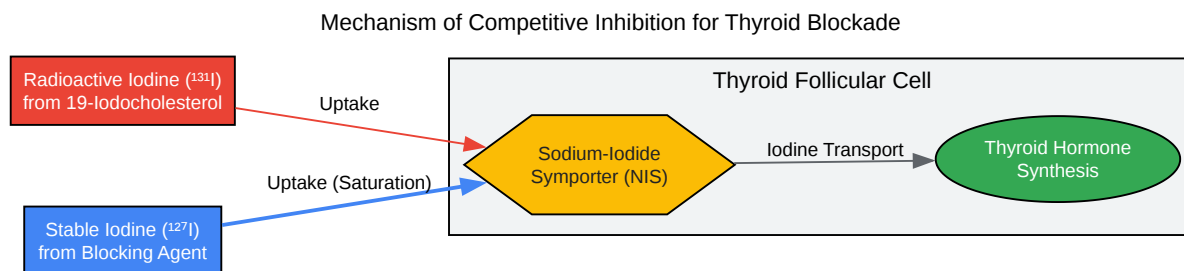 Mechanism of Competitive Inhibition for Thyroid Blockade
Radioactive Iodine (¹³¹I)
from 19-Iodocholesterol
Uptake
Thyroid Follicular Cell
Sodium-Iodide
Symporter (NIS)
Iodine Transport
Thyroid Hormone
Synthesis
Uptake (Saturation)
Stable Iodine (¹²⁷I)
from Blocking Agent